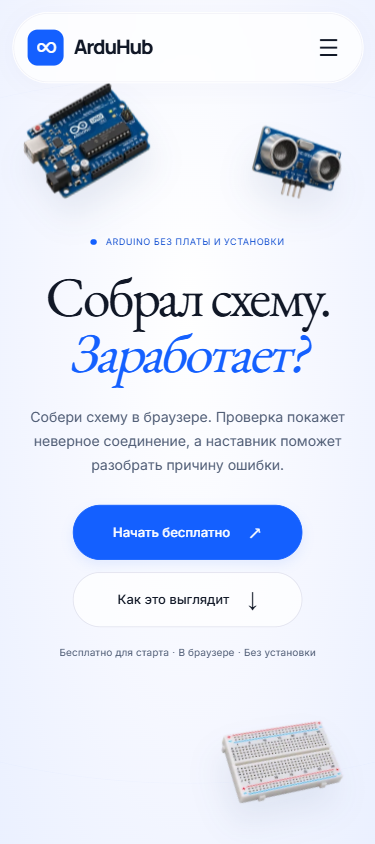 ArduHub
ARDUINO БЕЗ ПЛАТЫ И УСТАНОВКИ
Собрал схему.
Заработает?
Собери схему в браузере. Проверка покажет
неверное соединение, а наставник поможет
разобрать причину ошибки.
Начать бесплатно ↗
Как это выглядит ↓
Бесплатно для старта · В браузере · Без установки